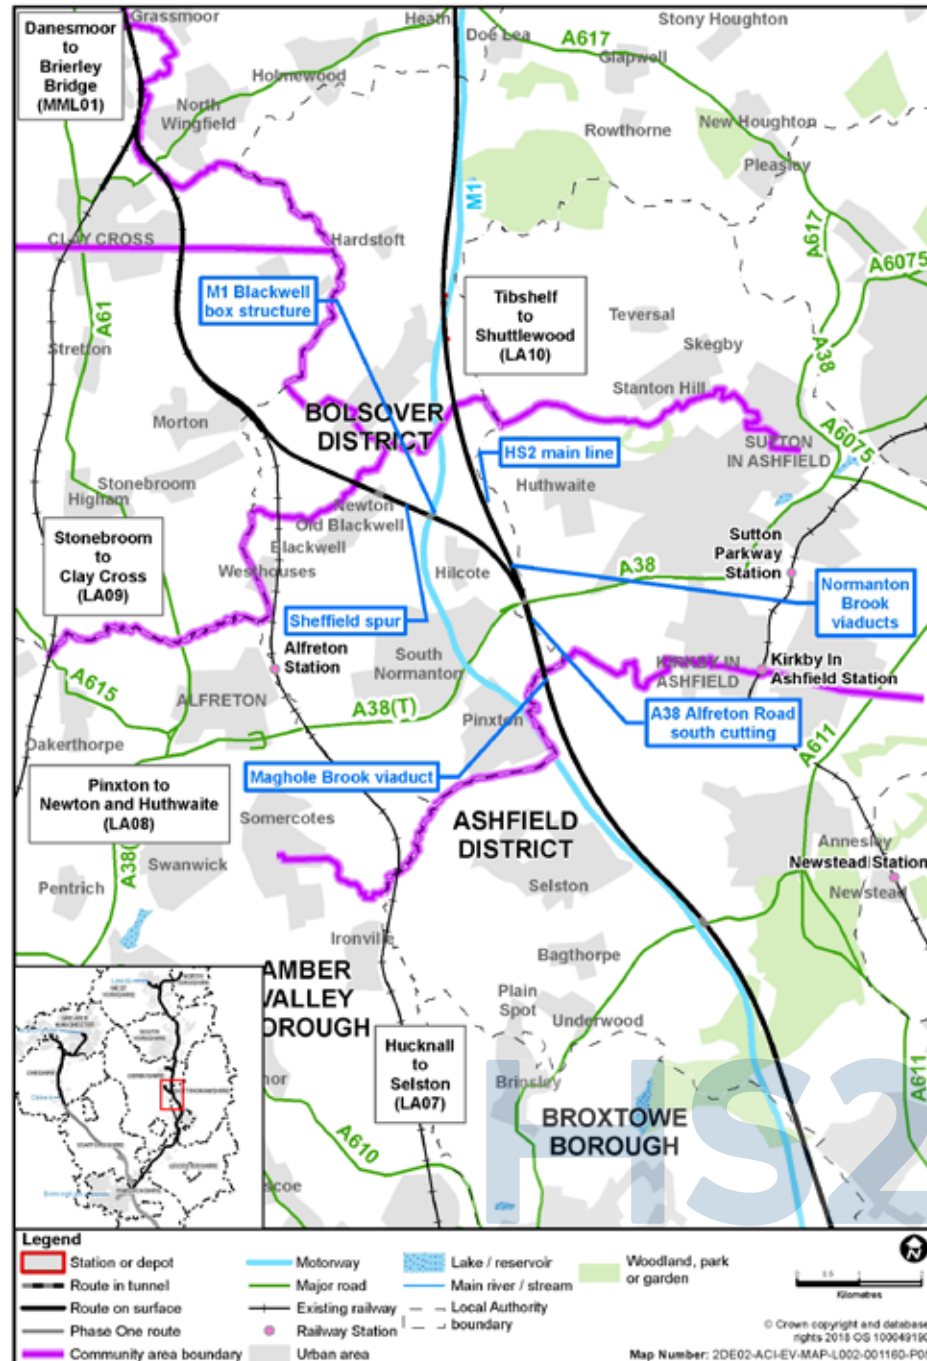 Danesmoor
to
Brierley
Bridge
(MML01)
Grassmoor
Heath
Doe Lea
Stony Houghton
A617
Glapwell
Holmewood
North
Wingfield
Rowthorne
New Houghton
Pleasley
M1
CLAY CROSS
Hardstoft
A617
A6075
M1 Blackwell
box structure
Tibshelf
to
Shuttlewood
(LA10)
A61
Teversal
Stretton
Skegby
A38
Stanton Hill
Morton
BOLSOVER
DISTRICT
A6075
SUTTON
IN ASHFIELD
HS2 main line
Stonebroom
Higham
Huthwaite
Newton
Old Blackwell
Stonebroom
to
Clay Cross
(LA09)
Blackwell
Westhouses
Hilcote
Sutton
Parkway
Station
A38
Normanton
Brook
viaducts
Sheffield spur
Alfreton
Station
South
Normanton
KIRKBY IN
ASHFIELD
Kirkby In
Ashfield Station
A615
ALFRETON
A38(T)
Pinxton
A38 Alfreton Road
south cutting
Oakerthorpe
A611
Maghole Brook viaduct
Pinxton to
Newton and Huthwaite
(LA08)
Somercotes
ASHFIELD
DISTRICT
Annesley
A38(
Swanwick
Newstead Station
Pentrich
Selston
Newstead
Ironville
Bagthorpe
AMBER
VALLEY
OROUGH
Plain
Spot
Underwood
Hucknall
to
Selston
(LA07)
Brinsley
BROXTOWE
BOROUGH
A611
A610
HS2
Legend
Station or depot
Route in tunnel
Route on surface
Phase One route
Community area boundary
Motorway
Major road
Existing railway
Railway Station
Urban area
Lake / reservoir
Main river / stream
Local Authority
boundary
Woodland, park
or garden
N
Kilometres
© Crown copyright and database
rights 2018 OS 100049190
Map Number: 2DE02-ACI-EV-MAP-L002-001160-P0